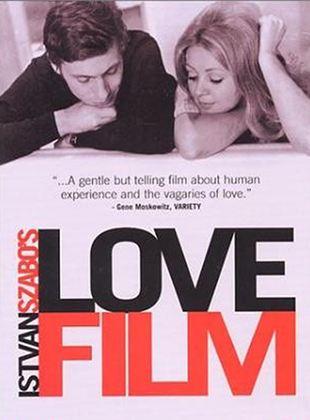 “...A gentle but telling film about human
experience and the vagaries of love.”
- Gene Moskowitz, VARIETY
ISTVAN SZABO'S
LOVE
FILM